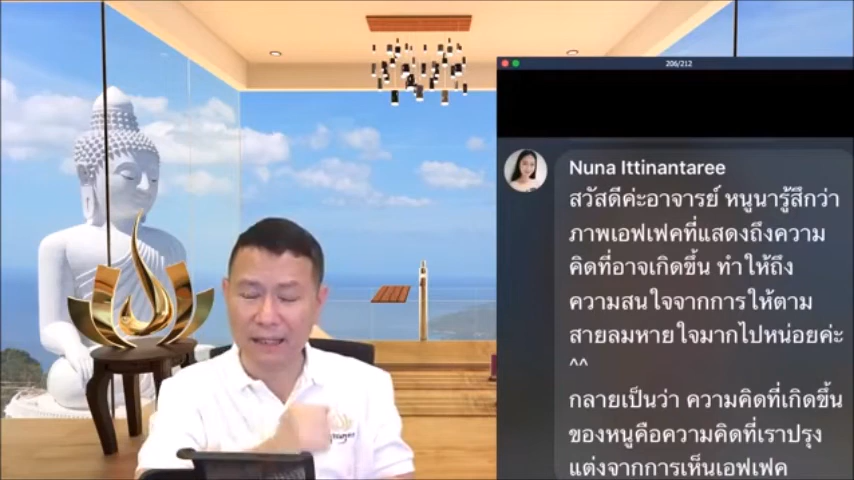 206/212
Nuna Ittinantaree
สวัสดีค่ะอาจารย์ หนูนารู้สึกว่า
ภาพเอฟเฟคที่แสดงถึงความ
คิดที่อาจเกิดขึ้น ทำให้ถึง
ความสนใจจากการให้ตาม
สายลมหายใจมากไปหน่อยค่ะ
^^
กลายเป็นว่า ความคิดที่เกิดขึ้น
ของหนูคือความคิดที่เราปรุง
แต่งจากการเห็นเอฟเฟค